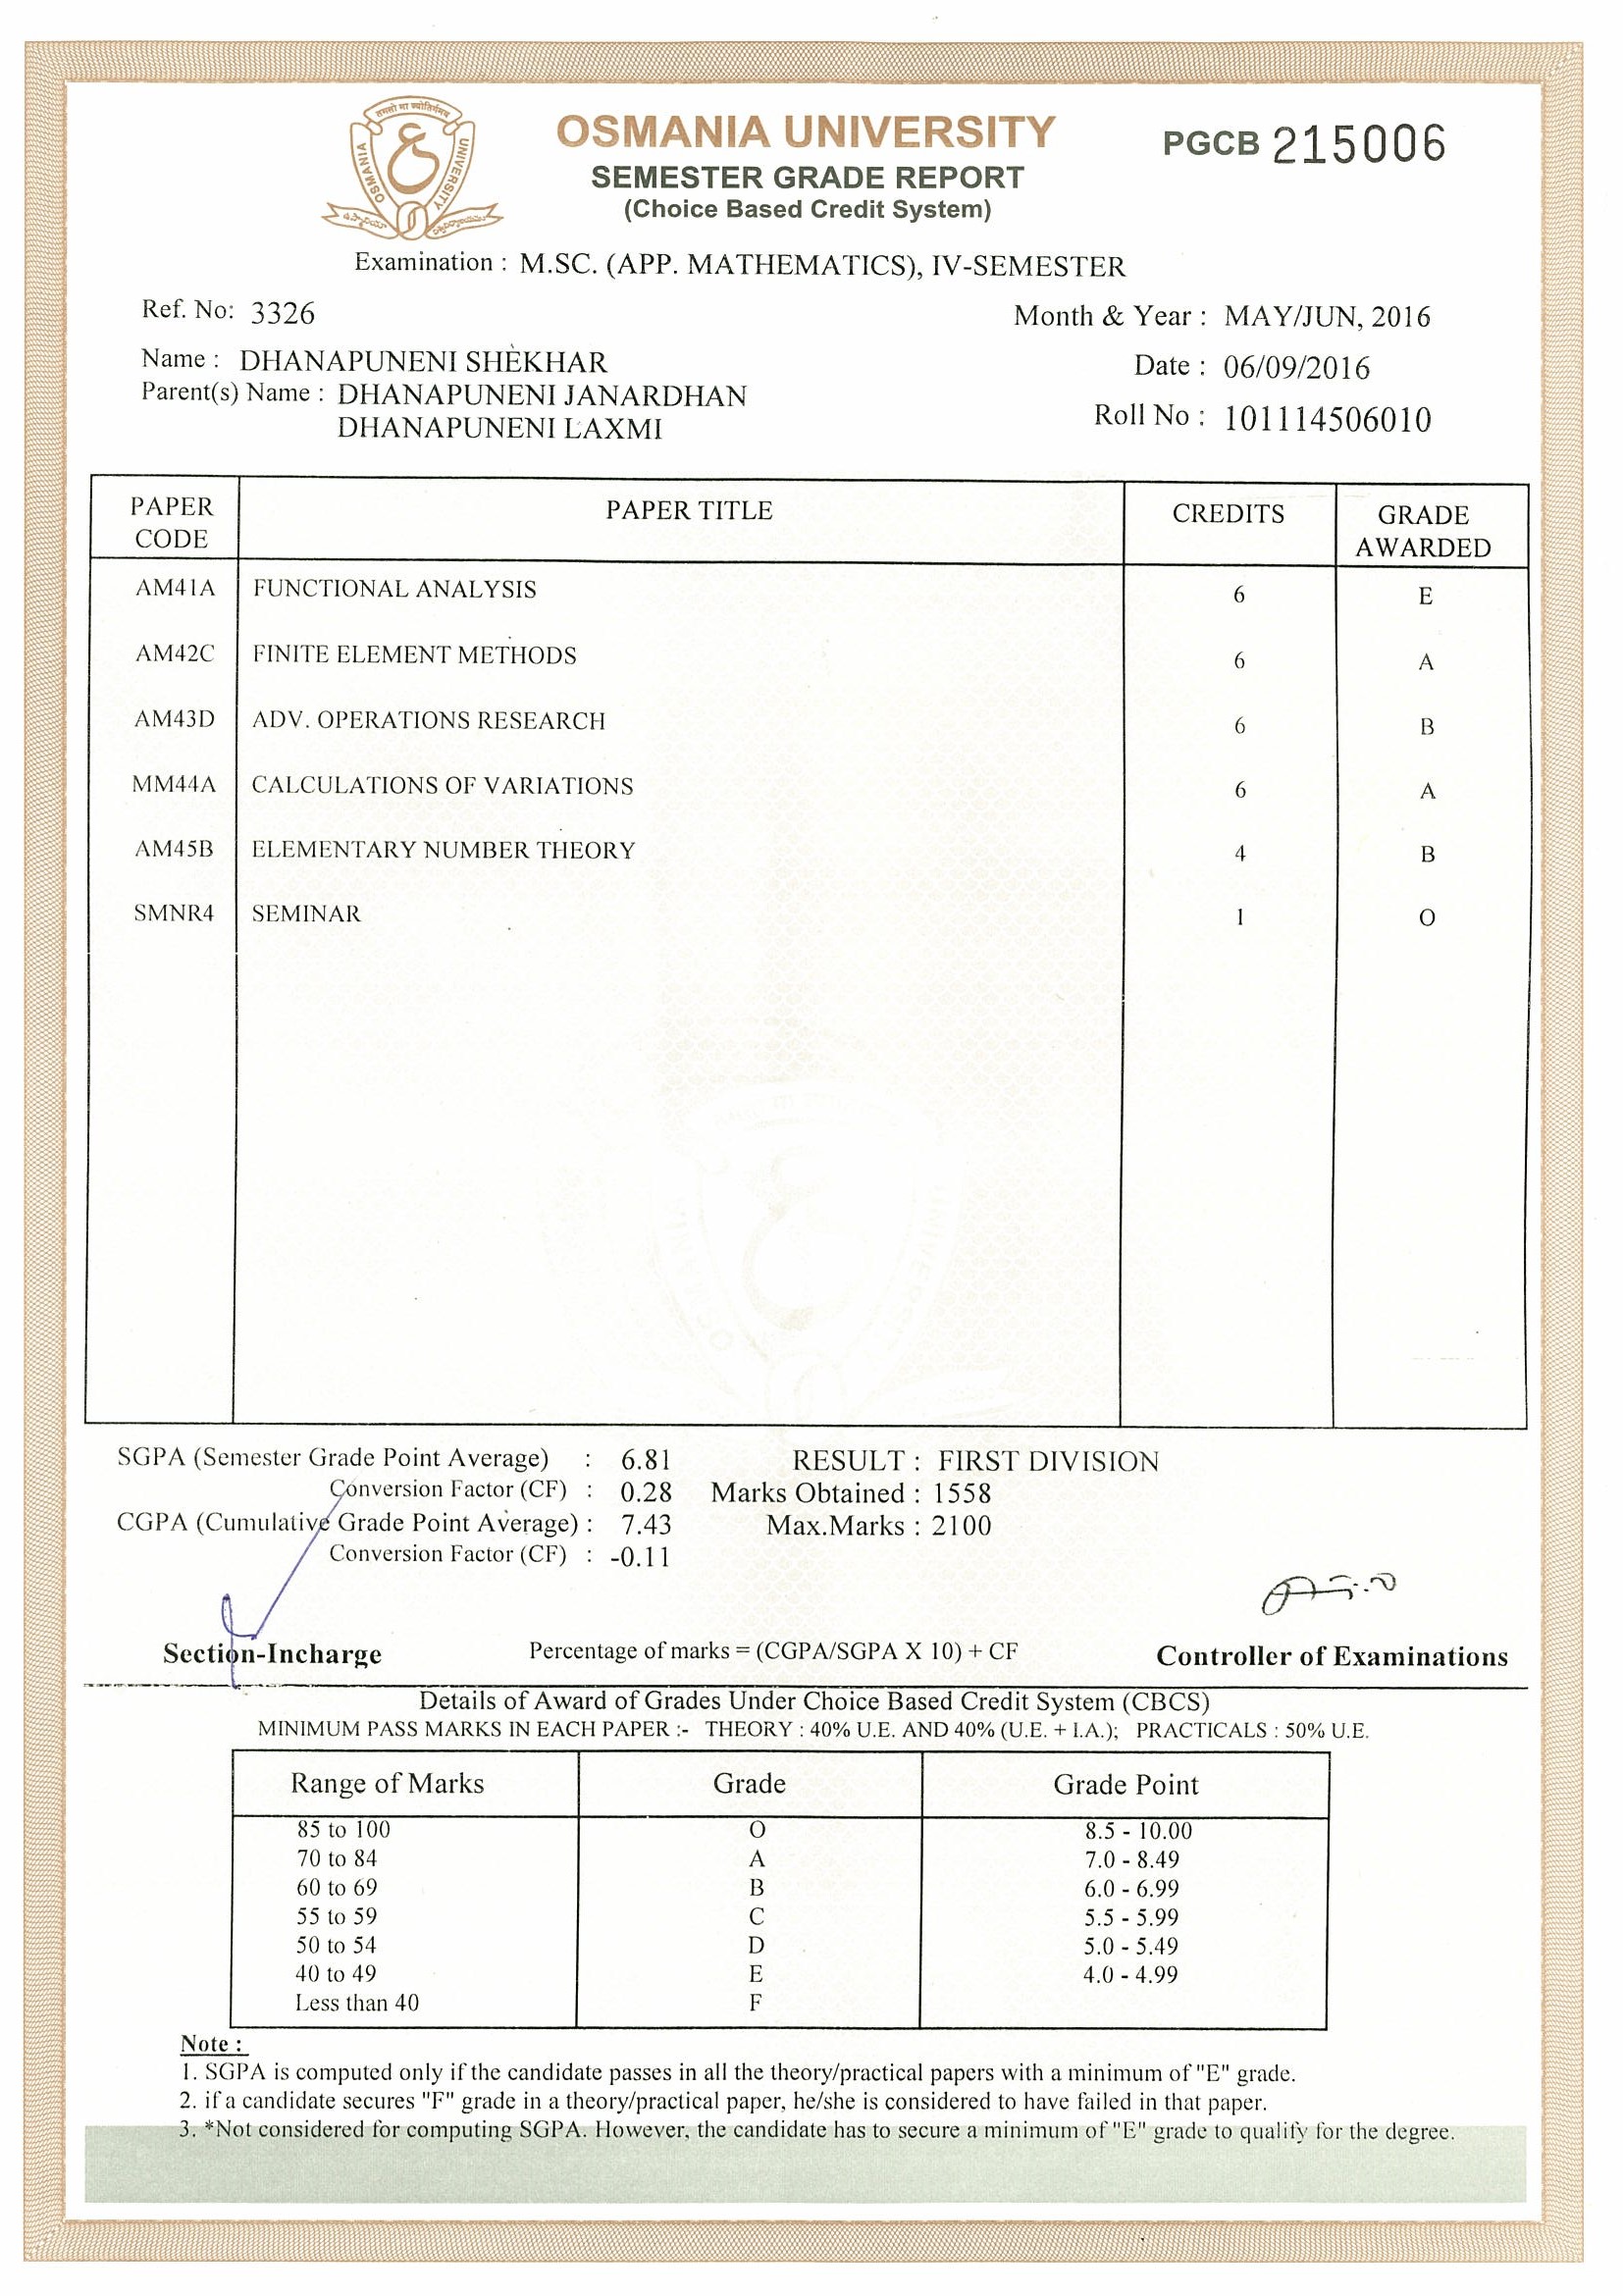 तमसो मा ज्योतिर्गमय
OSMANIA UNIVERSITY
OSMANIA UNIVERSITY
PGCB 215006
SEMESTER GRADE REPORT
(Choice Based Credit System)
Examination : M.SC. (APP. MATHEMATICS), IV-SEMESTER
Ref. No: 3326
Month & Year : MAY/JUN, 2016
Name : DHANAPUNENI SHEKHAR
Date : 06/09/2016
Parent(s) Name : DHANAPUNENI JANARDHAN
DHANAPUNENI LAXMI
Roll No : 101114506010
PAPER CODE PAPER TITLE CREDITS GRADE AWARDED
AM41A FUNCTIONAL ANALYSIS 6 E
AM42C FINITE ELEMENT METHODS 6 A
AM43D ADV. OPERATIONS RESEARCH 6 B
MM44A CALCULATIONS OF VARIATIONS 6 A
AM45B ELEMENTARY NUMBER THEORY 4 B
SMNR4 SEMINAR 1 O
SGPA (Semester Grade Point Average) : 6.81 RESULT : FIRST DIVISION
Conversion Factor (CF) : 0.28 Marks Obtained : 1558
CGPA (Cumulative Grade Point Average) : 7.43 Max.Marks : 2100
Conversion Factor (CF) : -0.11
Section-Incharge Percentage of marks = (CGPA/SGPA X 10) + CF Controller of Examinations
Details of Award of Grades Under Choice Based Credit System (CBCS)
MINIMUM PASS MARKS IN EACH PAPER :- THEORY : 40% U.E. AND 40% (U.E. + I.A.); PRACTICALS : 50% U.E.
Range of Marks Grade Grade Point
85 to 100 O 8.5 - 10.00
70 to 84 A 7.0 - 8.49
60 to 69 B 6.0 - 6.99
55 to 59 C 5.5 - 5.99
50 to 54 D 5.0 - 5.49
40 to 49 E 4.0 - 4.99
Less than 40 F
Note :
1. SGPA is computed only if the candidate passes in all the theory/practical papers with a minimum of "E" grade.
2. if a candidate secures "F" grade in a theory/practical paper, he/she is considered to have failed in that paper.
3. *Not considered for computing SGPA. However, the candidate has to secure a minimum of "E" grade to qualify for the degree.